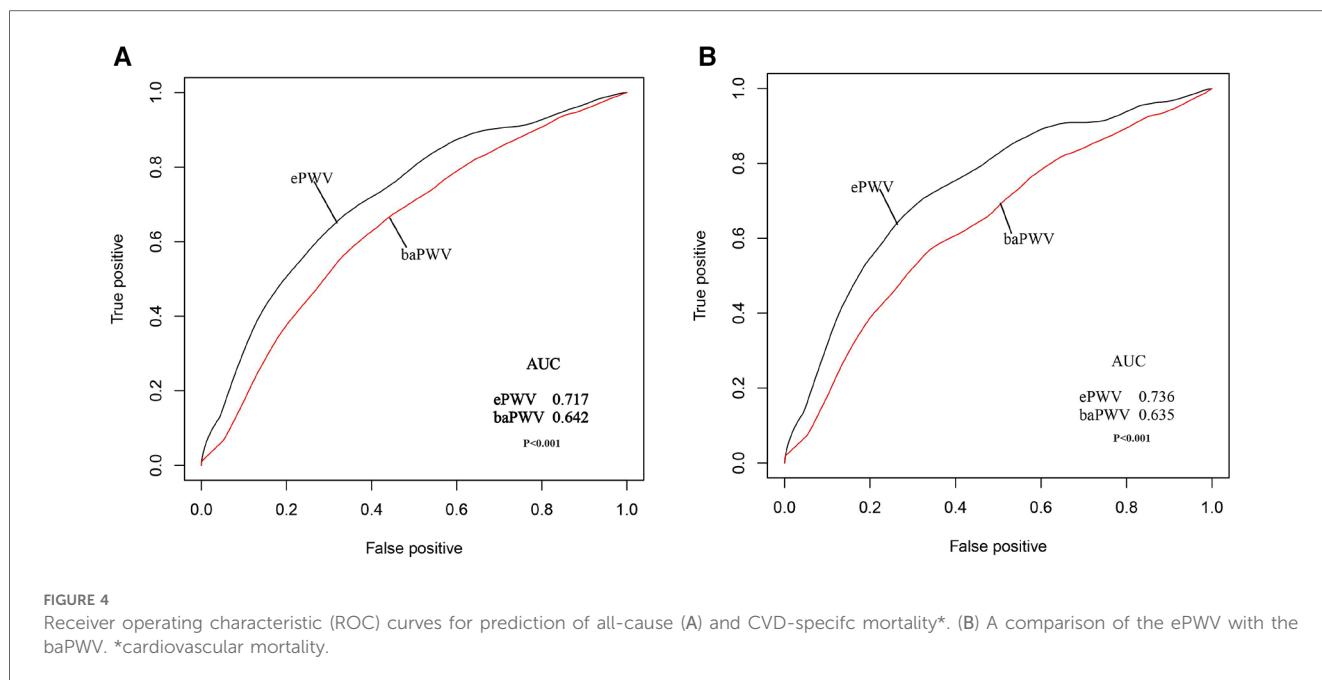 A
1.0
0.8
0.6
0.4
0.2
0.0
True positive
ePWV
baPWV
AUC
ePWV 0.717
baPWV 0.642
P<0.001
0.0 0.2 0.4 0.6 0.8 1.0
False positive
B
1.0
0.8
0.6
0.4
0.2
0.0
True positive
ePWV
baPWV
AUC
ePWV 0.736
baPWV 0.635
P<0.001
0.0 0.2 0.4 0.6 0.8 1.0
False positive
FIGURE 4
Receiver operating characteristic (ROC) curves for prediction of all-cause (A) and CVD-specifc mortality*. (B) A comparison of the ePWV with the
baPWV. *cardiovascular mortality.